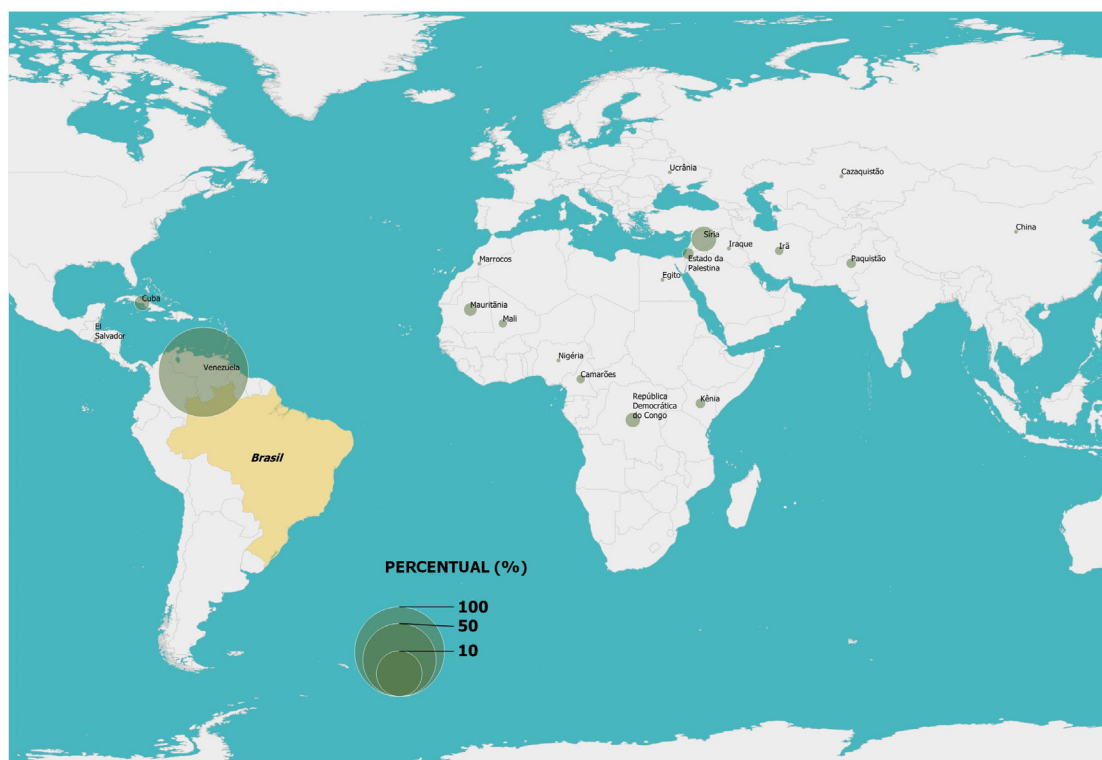 Ucrânia
Cazaquistão
China
Síria
Iraque
Irã
Estado da
Palestina
Paquistão
Marrocos
Egito
Cuba
Mauritânia
Mali
El
Salvador
Venezuela
Nigéria
Camarões
República
Democrática
do Congo
Kênia
Brasil
PERCENTUAL (%)
100
50
10